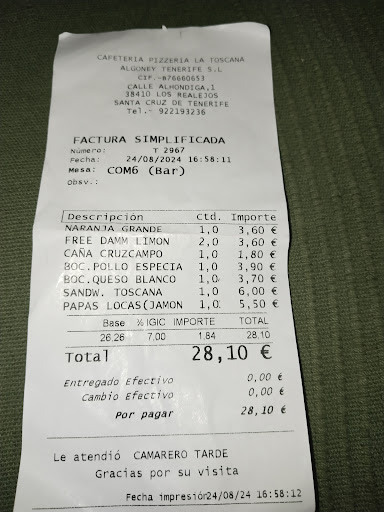 CAFETERIA PIZZERIA LA TOSCANA
ALGONEY TENERIFE S.L
CIF.-B76660653
CALLE ALHONDIGA,1
38410 LOS REALEJOS
SANTA CRUZ DE TENERIFE
Tel.- 922193236
FACTURA SIMPLIFICADA
Número: T 2967
Fecha: 24/08/2024 16:58:11
Mesa: COM6 (Bar)
Obsv.:
Descripción Ctd. Importe
NARANJA GRANDE 1,0 3,60 €
FREE DAMM LIMON 2,0 3,60 €
CAÑA CRUZCAMPO 1,0 1,80 €
BOC.POLLO ESPECIA 1,0 3,90 €
BOC.QUESO BLANCO 1,0 3,70 €
SANDW. TOSCANA 1,0 6,00 €
PAPAS LOCAS(JAMON 1,0 5,50 €
Base % IGIC IMPORTE TOTAL
26.26 7,00 1,84 28,10
Total 28,10 €
Entregado Efectivo 0,00 €
Cambio Efectivo 0,00 €
Por pagar 28,10 €
Le atendió CAMARERO TARDE
Gracias por su visita
Fecha impresión24/08/24 16:58:12